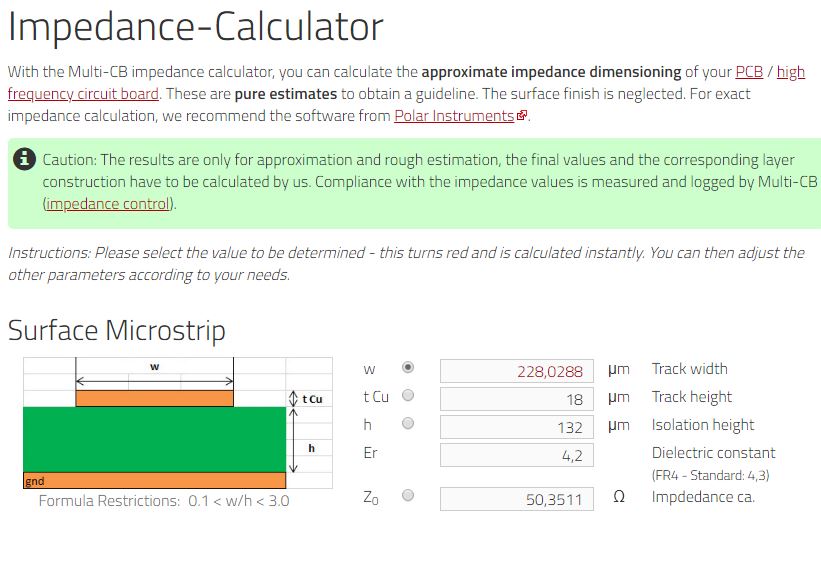 Impedance-Calculator
With the Multi-CB impedance calculator, you can calculate the approximate impedance dimensioning of your PCB / high
frequency circuit board. These are pure estimates to obtain a guideline. The surface finish is neglected. For exact
impedance calculation, we recommend the software from Polar Instruments.
Caution: The results are only for approximation and rough estimation, the final values and the corresponding layer
construction have to be calculated by us. Compliance with the impedance values is measured and logged by Multi-CB
(impedance control).
Instructions: Please select the value to be determined - this turns red and is calculated instantly. You can then adjust the
other parameters according to your needs.
Surface Microstrip
w
t Cu
h
gnd
Formula Restrictions: 0.1 < w/h < 3.0
w 228,0288 µm Track width
t Cu 18 µm Track height
h 132 µm Isolation height
Er 4,2 Dielectric constant
(FR4 - Standard: 4,3)
Z0 50,3511 Ω Impdedance ca.